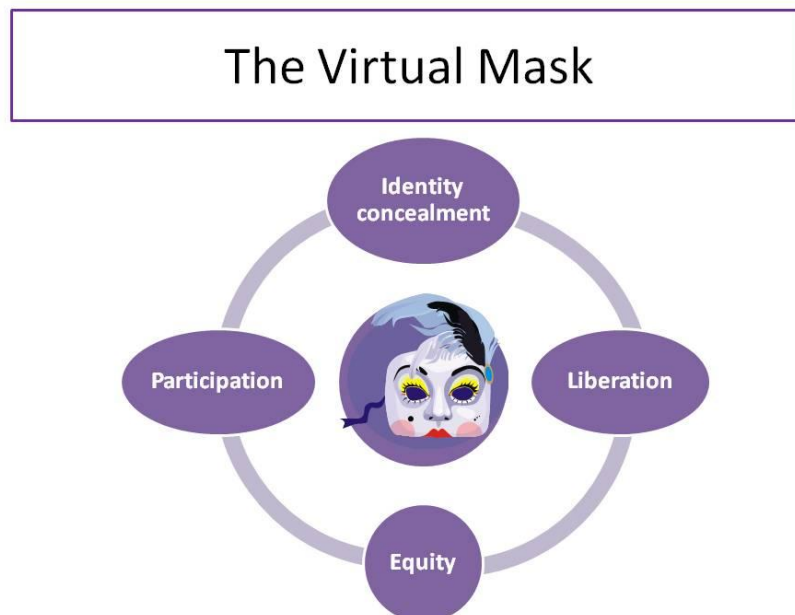 The Virtual Mask
Identity
concealment
Participation
Liberation
Equity